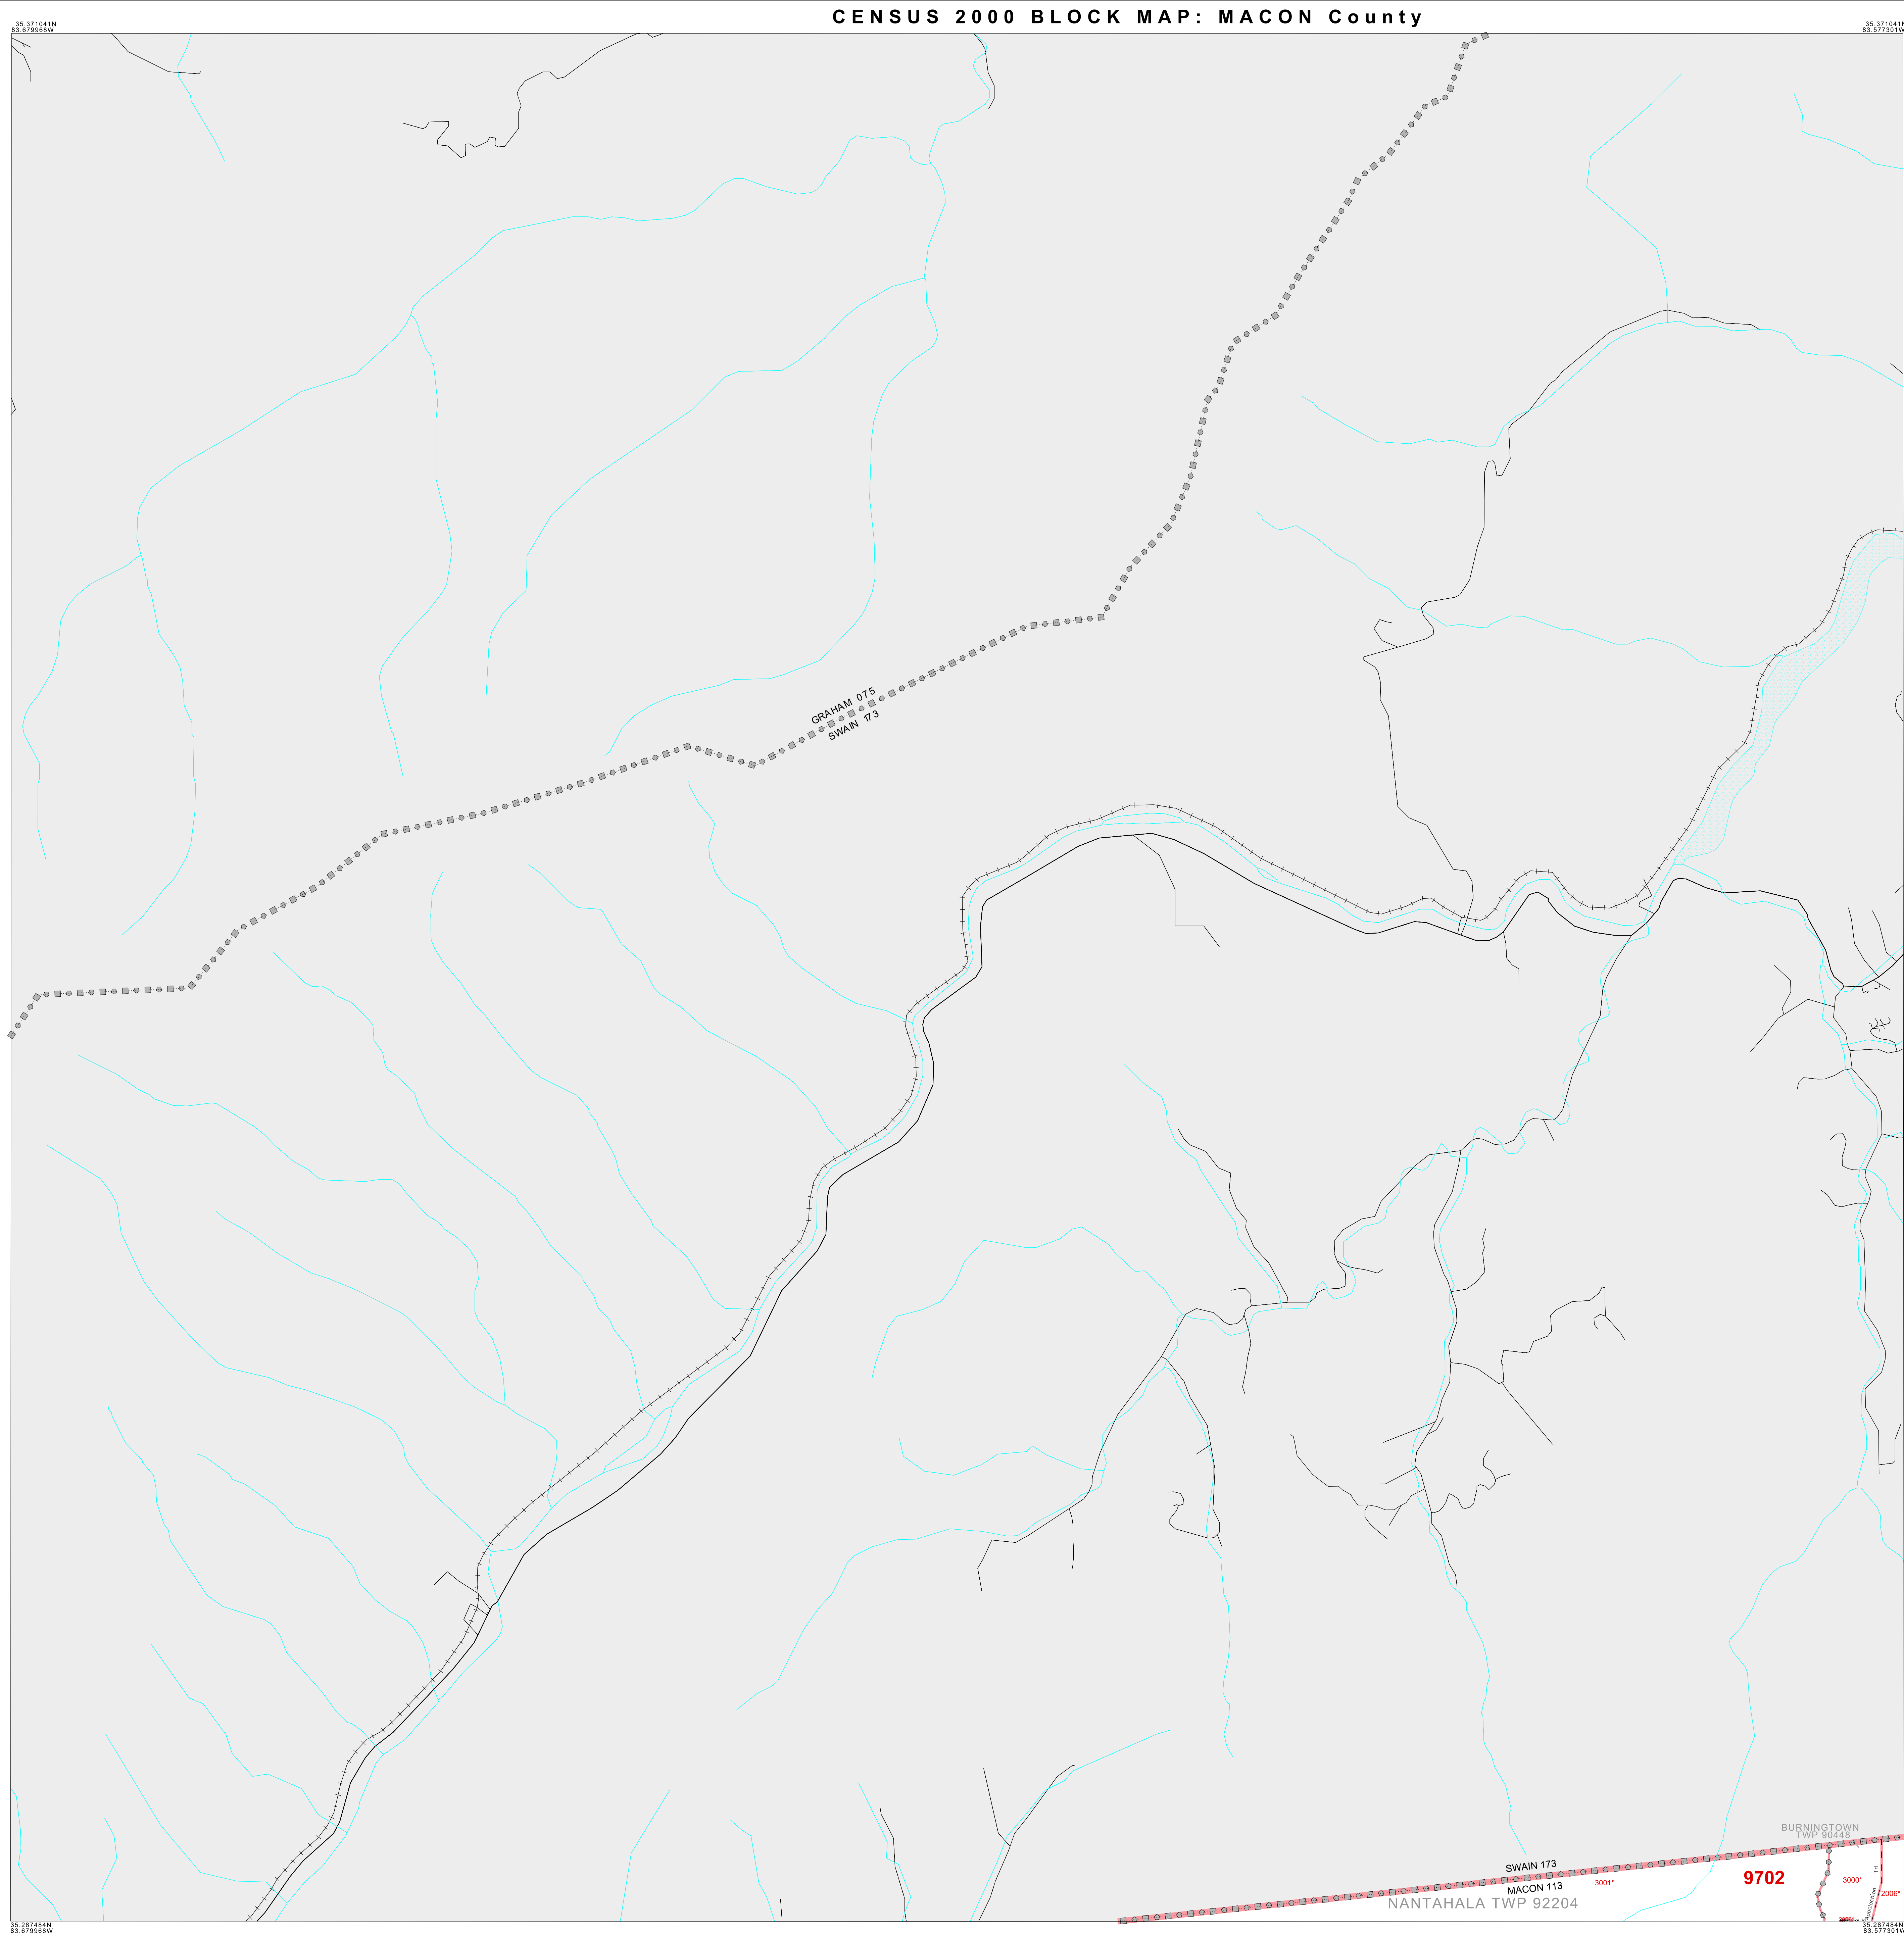 CENSUS 2000 BLOCK MAP: MACON County
35.371041N
83.679968W
35.371041N
83.577301W
GRAHAM 075
SWAIN 173
BURNINGTOWN
TWP 90448
SWAIN 173
MACON 113
3001*
9702
3000*
2006*
Appalachian Trl
NANTAHALA TWP 92204
35.287484N
83.679968W
35.287484N
83.577301W